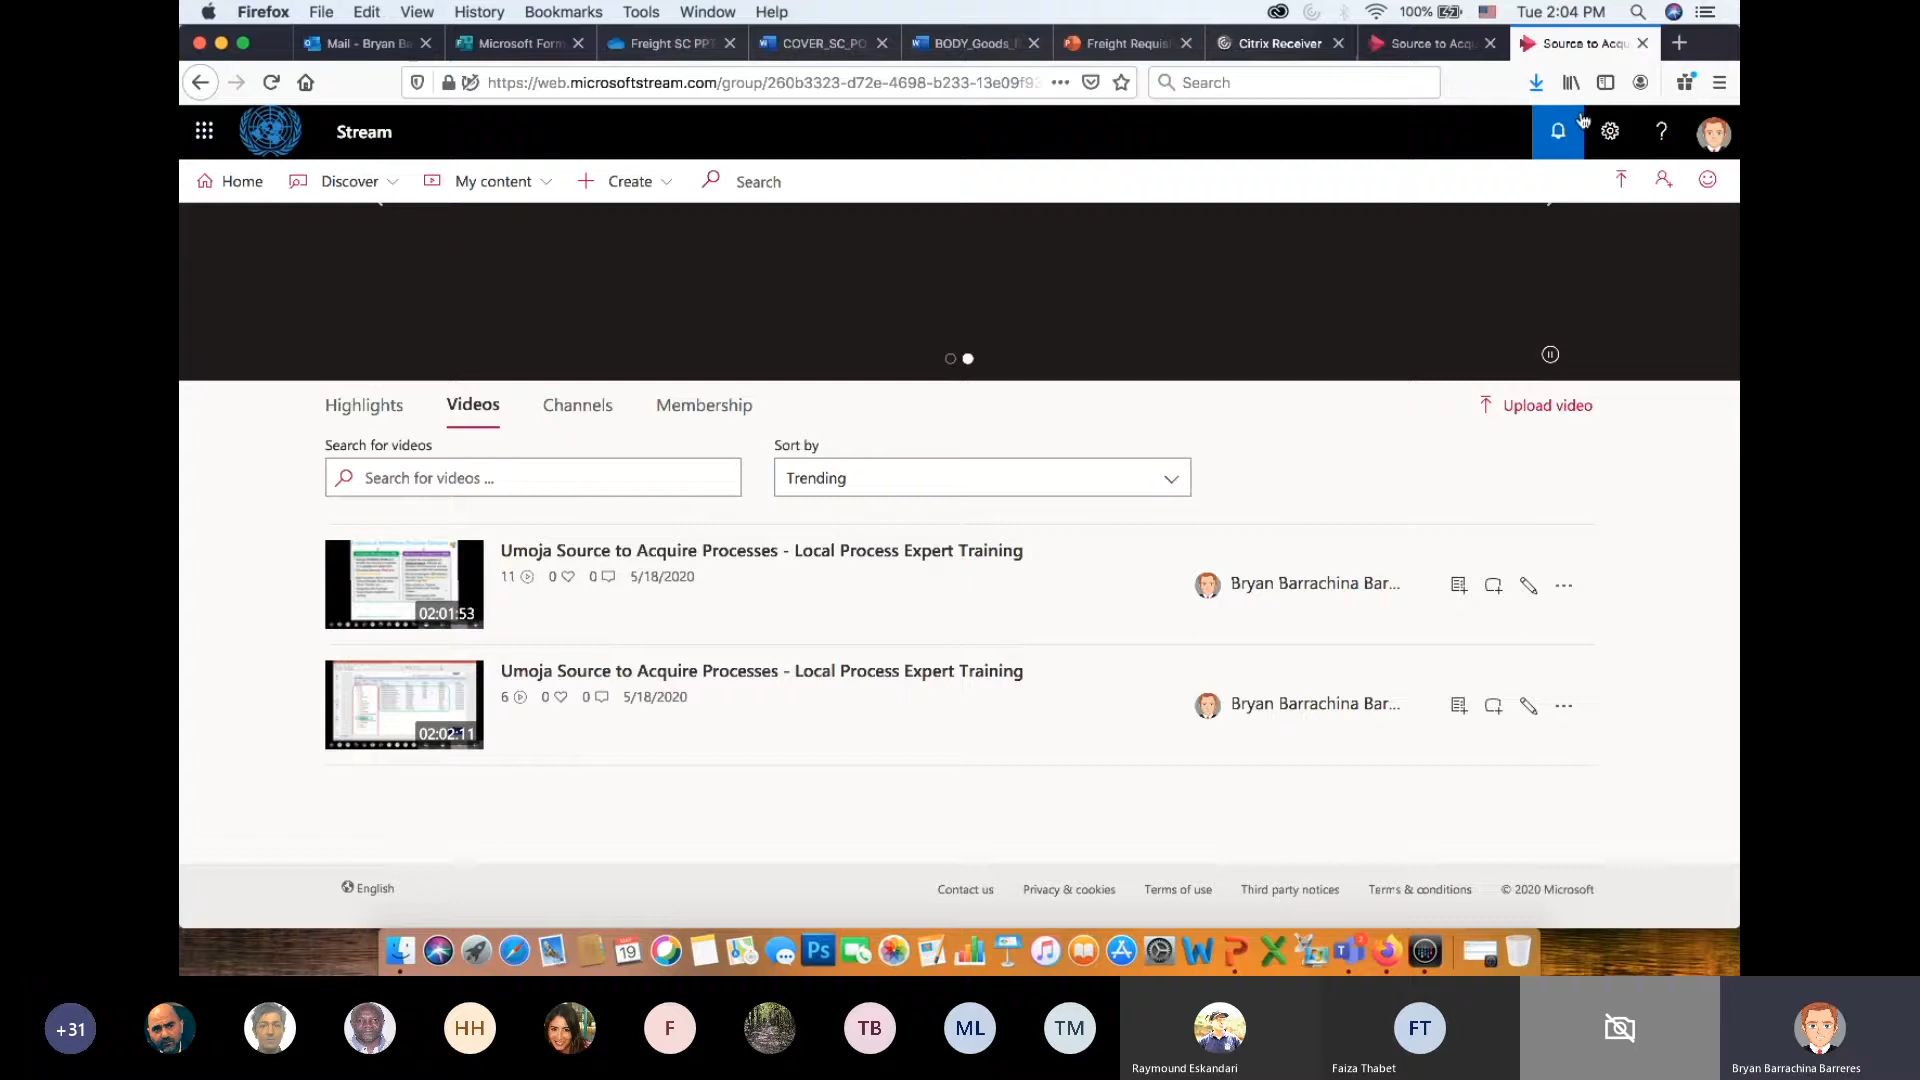 Firefox File Edit View History Bookmarks Tools Window Help 100% Tue 2:04 PM
Mail - Bryan Ba Microsoft Form Freight SC PPT COVER_SC_PO BODY_Goods_ Freight Requis Citrix Receiver Source to Acqu Source to Acqu
https://web.microsoftstream.com/group/260b3323-d72e-4698-b233-13e09f93 Search
Stream
Home Discover My content Create Search
Highlights Videos Channels Membership Upload video
Search for videos Sort by
Search for videos ... Trending
Umoja Source to Acquire Processes - Local Process Expert Training
11 0 0 5/18/2020
Bryan Barrachina Bar...
02:01:53
Umoja Source to Acquire Processes - Local Process Expert Training
6 0 0 5/18/2020
Bryan Barrachina Bar...
02:02:11
English Contact us Privacy & cookies Terms of use Third party notices Terms & conditions © 2020 Microsoft
19 Ps
+31 HH F TB ML TM FT
Raymound Eskandari Faiza Thabet Bryan Barrachina Barreres